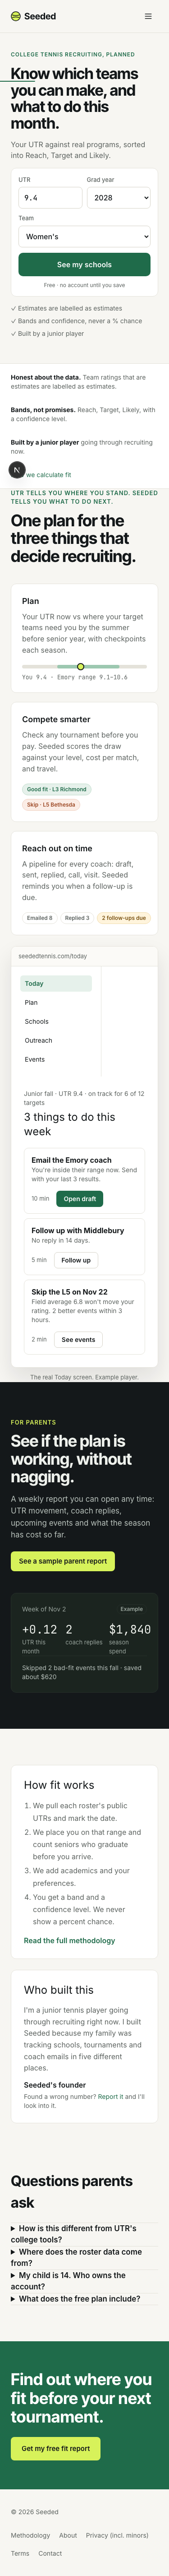 Seeded
COLLEGE TENNIS RECRUITING, PLANNED
Know which teams
you can make, and
what to do this
month.
Your UTR against real programs, sorted
into Reach, Target and Likely.
UTR
Grad year
9.4
2028
Team
Women's
See my schools
Free · no account until you save
✓ Estimates are labelled as estimates
✓ Bands and confidence, never a % chance
✓ Built by a junior player
Honest about the data. Team ratings that are
estimates are labelled as estimates.
Bands, not promises. Reach, Target, Likely, with
a confidence level.
Built by a junior player going through recruiting
now.
N
we calculate fit
UTR TELLS YOU WHERE YOU STAND. SEEDED
TELLS YOU WHAT TO DO NEXT.
One plan for the
three things that
decide recruiting.
Plan
Your UTR now vs where your target
teams need you by the summer
before senior year, with checkpoints
each season.
You 9.4 · Emory range 9.1–10.6
Compete smarter
Check any tournament before you
pay. Seeded scores the draw
against your level, cost per match,
and travel.
Good fit · L3 Richmond
Skip · L5 Bethesda
Reach out on time
A pipeline for every coach: draft,
sent, replied, call, visit. Seeded
reminds you when a follow-up is
due.
Emailed 8
Replied 3
2 follow-ups due
seededtennis.com/today
Today
Plan
Schools
Outreach
Events
Junior fall · UTR 9.4 · on track for 6 of 12
targets
3 things to do this
week
Email the Emory coach
You're inside their range now. Send
with your last 3 results.
10 min
Open draft
Follow up with Middlebury
No reply in 14 days.
5 min
Follow up
Skip the L5 on Nov 22
Field average 6.8 won't move your
rating. 2 better events within 3
hours.
2 min
See events
The real Today screen. Example player.
FOR PARENTS
See if the plan is
working, without
nagging.
A weekly report you can open any time:
UTR movement, coach replies,
upcoming events and what the season
has cost so far.
See a sample parent report
Week of Nov 2
Example
+0.12
2
$1,840
UTR this
month
coach replies
season
spend
Skipped 2 bad-fit events this fall · saved
about $620
How fit works
1. We pull each roster's public
UTRs and mark the date.
2. We place you on that range and
count seniors who graduate
before you arrive.
3. We add academics and your
preferences.
4. You get a band and a
confidence level. We never
show a percent chance.
Read the full methodology
Who built this
I'm a junior tennis player going
through recruiting right now. I built
Seeded because my family was
tracking schools, tournaments and
coach emails in five different
places.
Seeded's founder
Found a wrong number? Report it and I'll
look into it.
Questions parents
ask
How is this different from UTR's
college tools?
Where does the roster data come
from?
My child is 14. Who owns the
account?
What does the free plan include?
Find out where you
fit before your next
tournament.
Get my free fit report
© 2026 Seeded
Methodology
About
Privacy (incl. minors)
Terms
Contact